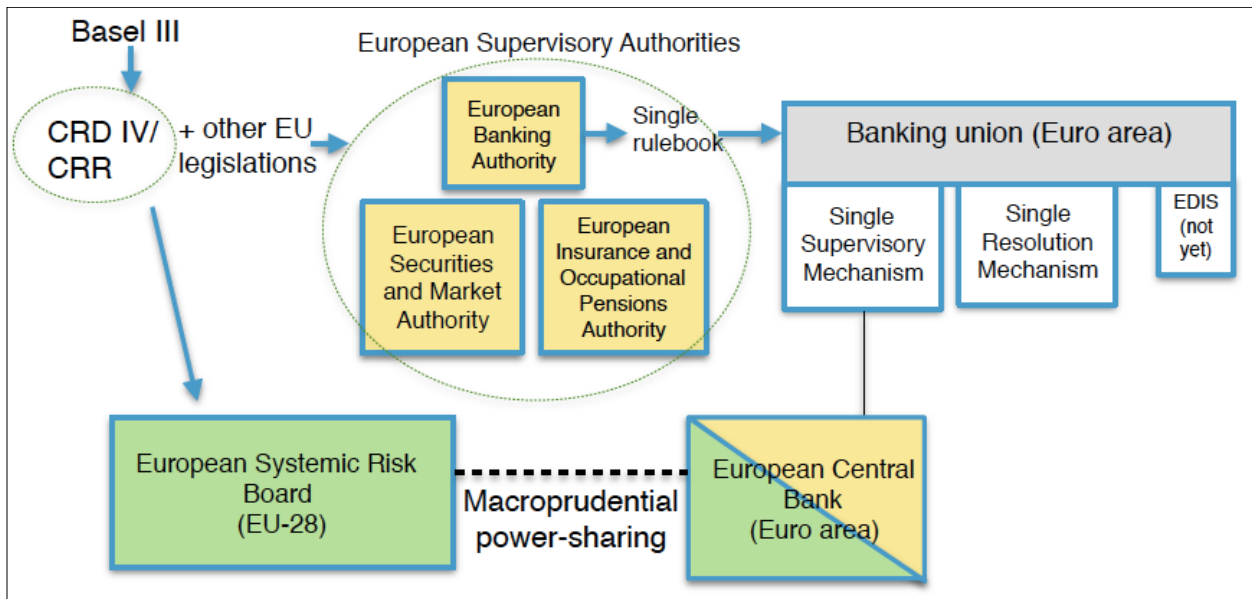 Basel III
CRD IV/
CRR
+ other EU
legislations
European Supervisory Authorities
European
Banking
Authority
Single
rulebook
European
Securities
and Market
Authority
European
Insurance and
Occupational
Pensions
Authority
Banking union (Euro area)
Single
Supervisory
Mechanism
Single
Resolution
Mechanism
EDIS
(not
yet)
European Systemic Risk
Board
(EU-28)
Macroprudential
power-sharing
European Central
Bank
(Euro area)